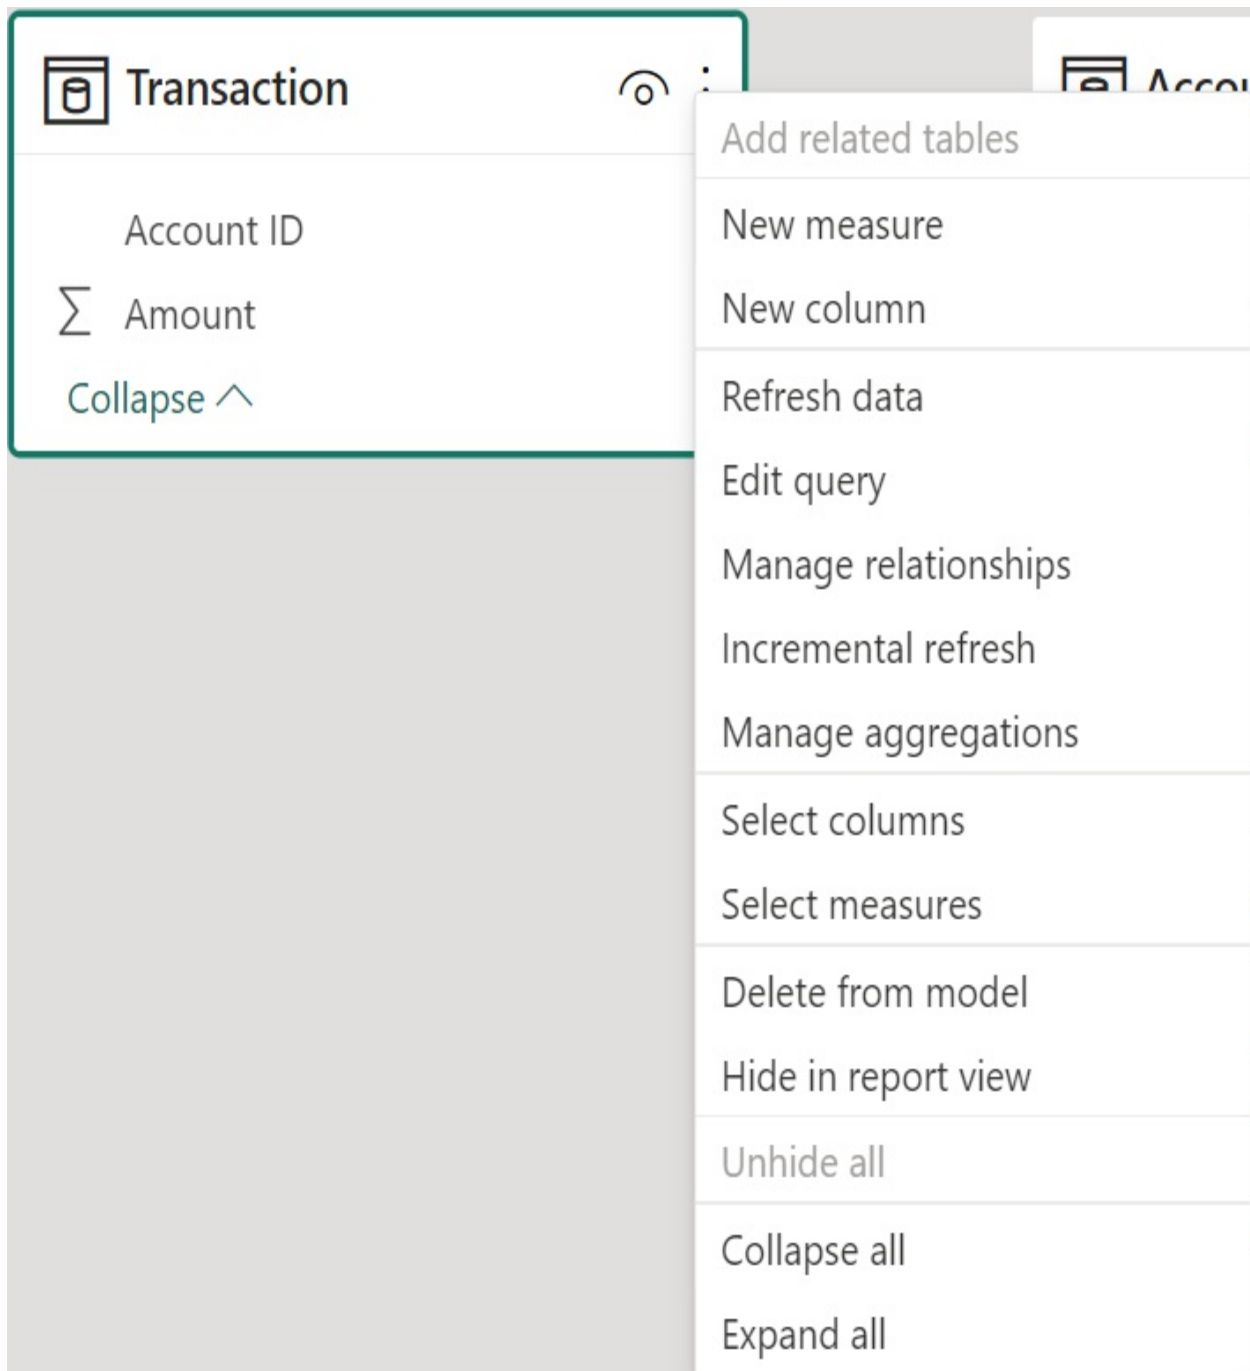 Transaction
Account ID
Amount
Collapse
Add related tables
New measure
New column
Refresh data
Edit query
Manage relationships
Incremental refresh
Manage aggregations
Select columns
Select measures
Delete from model
Hide in report view
Unhide all
Collapse all
Expand all